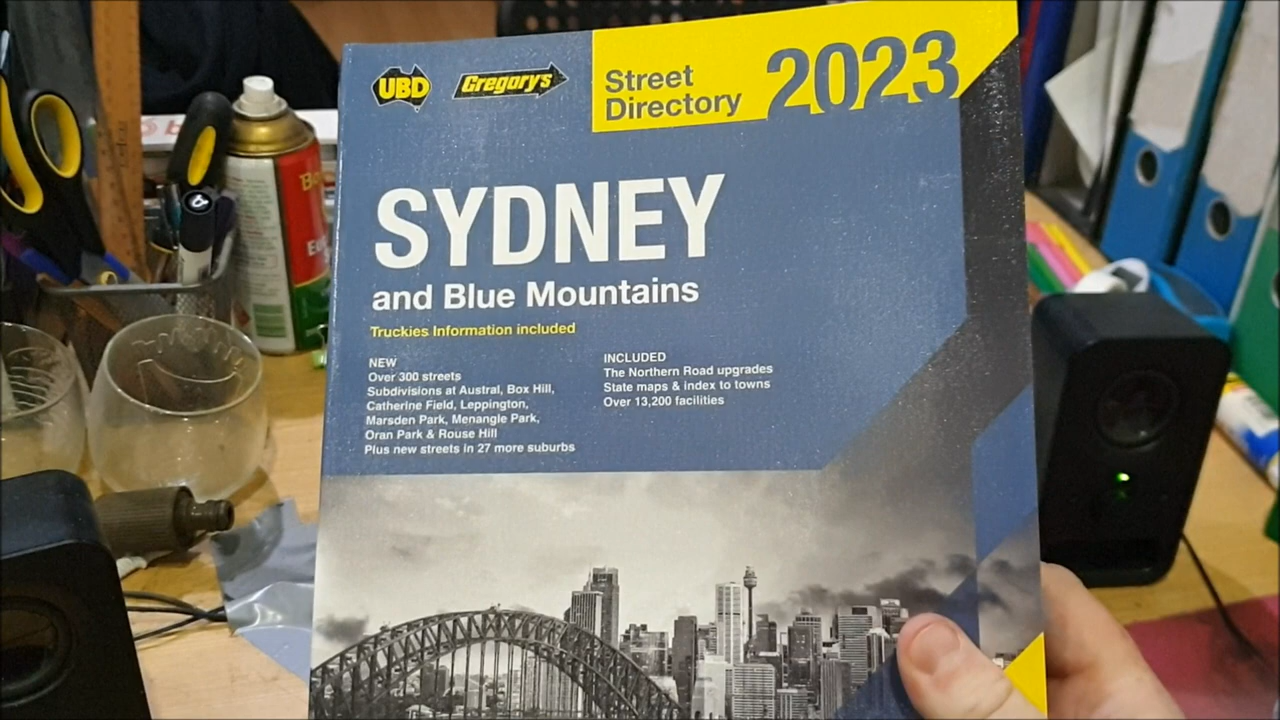 UBD
Gregory's
Street
Directory
2023
SYDNEY
and Blue Mountains
Truckies Information included
NEW
Over 300 streets
Subdivisions at Austral, Box Hill,
Catherine Field, Leppington,
Marsden Park, Menangle Park,
Oran Park & Rouse Hill
Plus new streets in 27 more suburbs
INCLUDED
The Northern Road upgrades
State maps & index to towns
Over 13,200 facilities